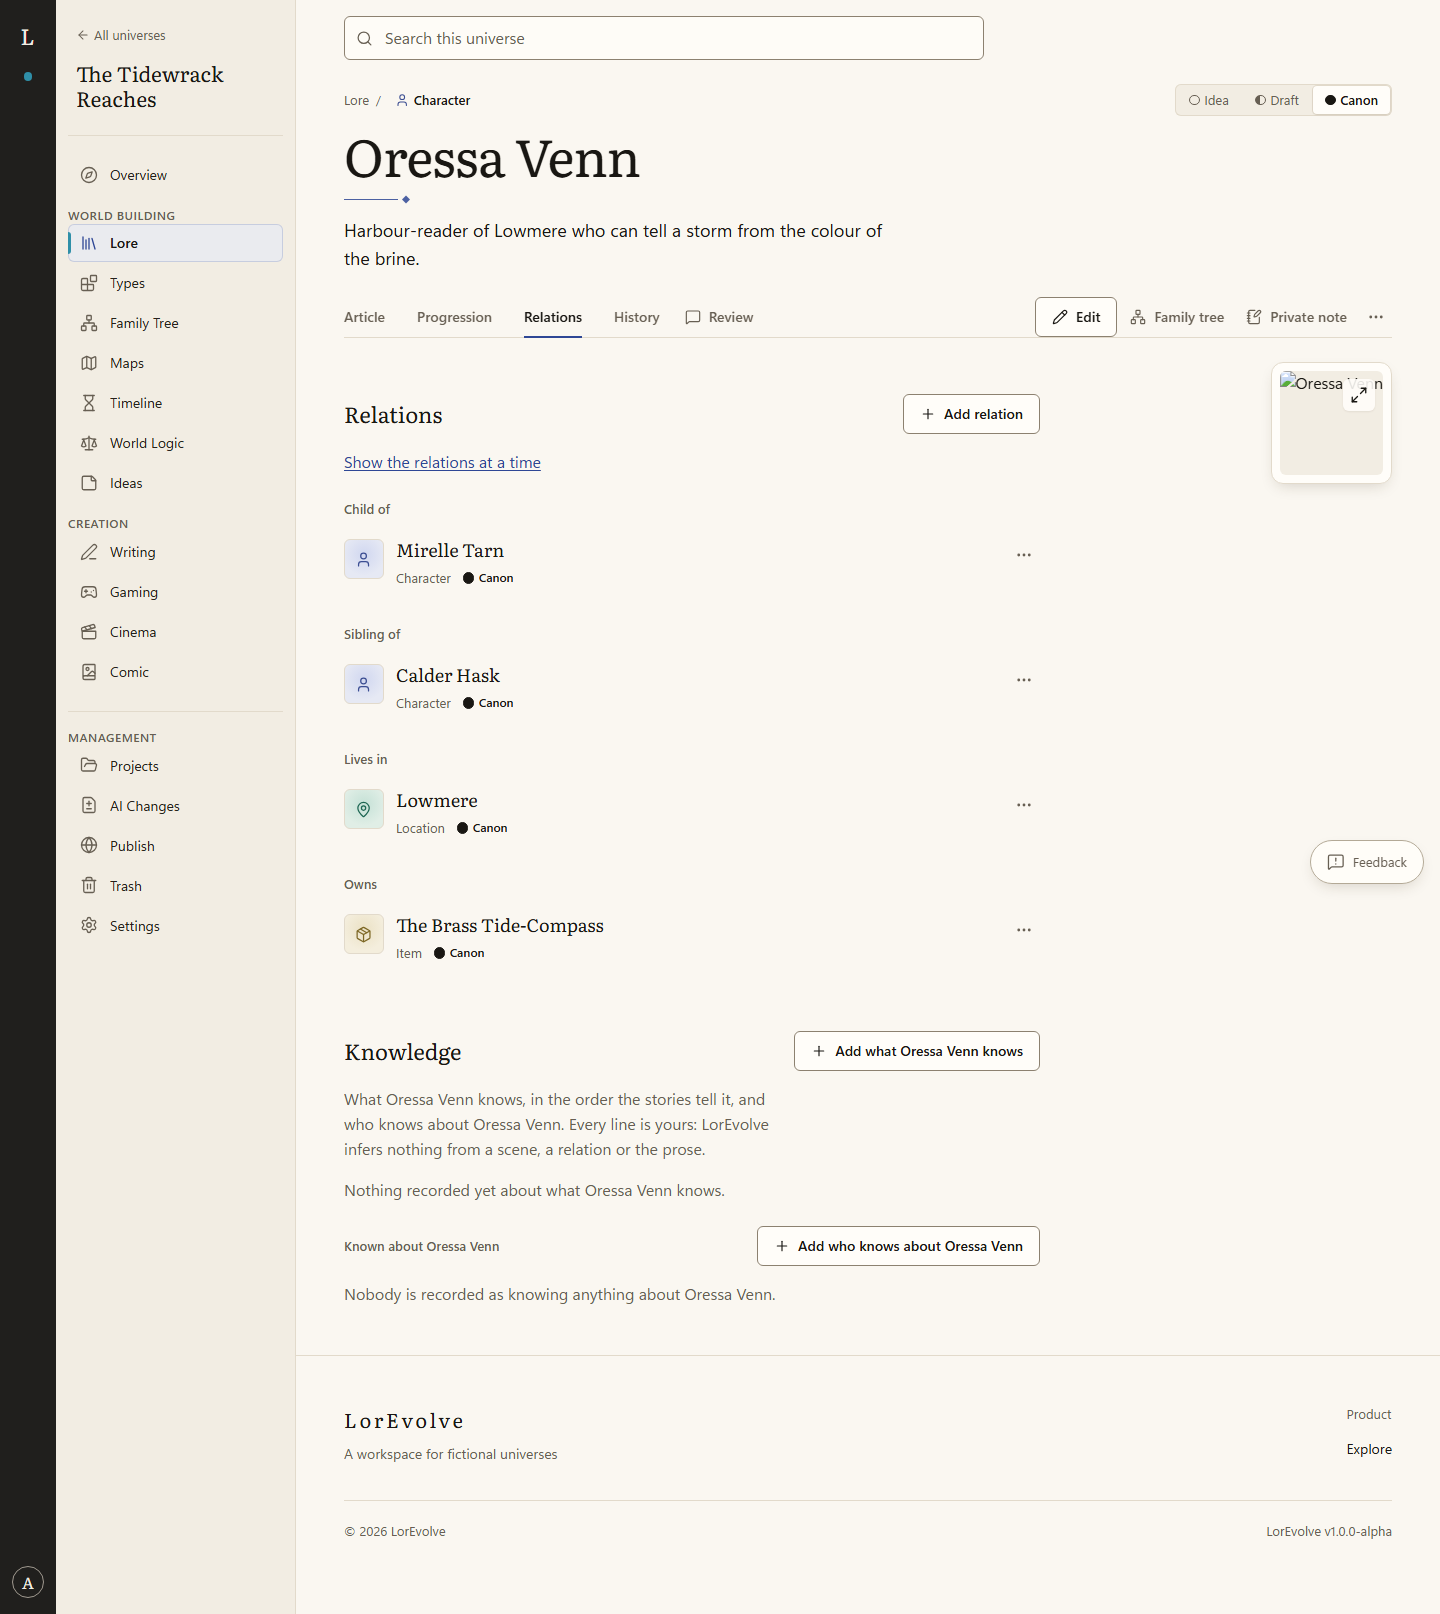 L
← All universes
The Tidewrack
Reaches
Overview
WORLD BUILDING
Lore
Types
Family Tree
Maps
Timeline
World Logic
Ideas
CREATION
Writing
Gaming
Cinema
Comic
MANAGEMENT
Projects
AI Changes
Publish
Trash
Settings
A
Search this universe
Lore / Character
Idea Draft Canon
Oressa Venn
Harbour-reader of Lowmere who can tell a storm from the colour of
the brine.
Article Progression Relations History Review Edit Family tree Private note ...
Oressa Venn
Relations
Add relation
Show the relations at a time
Child of
Mirelle Tarn
Character Canon
Sibling of
Calder Hask
Character Canon
Lives in
Lowmere
Location Canon
Owns
The Brass Tide-Compass
Item Canon
Feedback
Knowledge
Add what Oressa Venn knows
What Oressa Venn knows, in the order the stories tell it, and
who knows about Oressa Venn. Every line is yours: LorEvolve
infers nothing from a scene, a relation or the prose.
Nothing recorded yet about what Oressa Venn knows.
Known about Oressa Venn
Add who knows about Oressa Venn
Nobody is recorded as knowing anything about Oressa Venn.
LorEvolve
A workspace for fictional universes
Product
Explore
© 2026 LorEvolve
LorEvolve v1.0.0-alpha